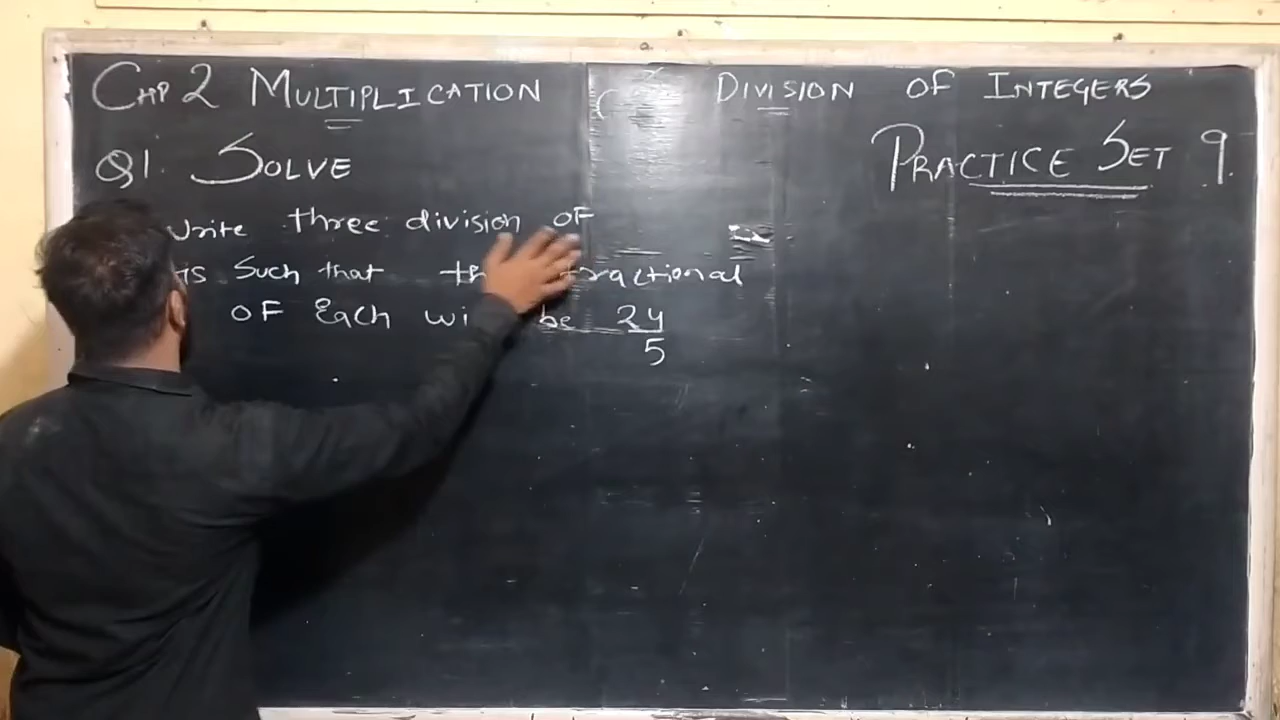 CHP 2 MULTIPLICATION ( DIVISION OF INTEGERS
PRACTICE SET 9
Q1. SOLVE
Write three division of
such that fractional
OF Each be 24/5